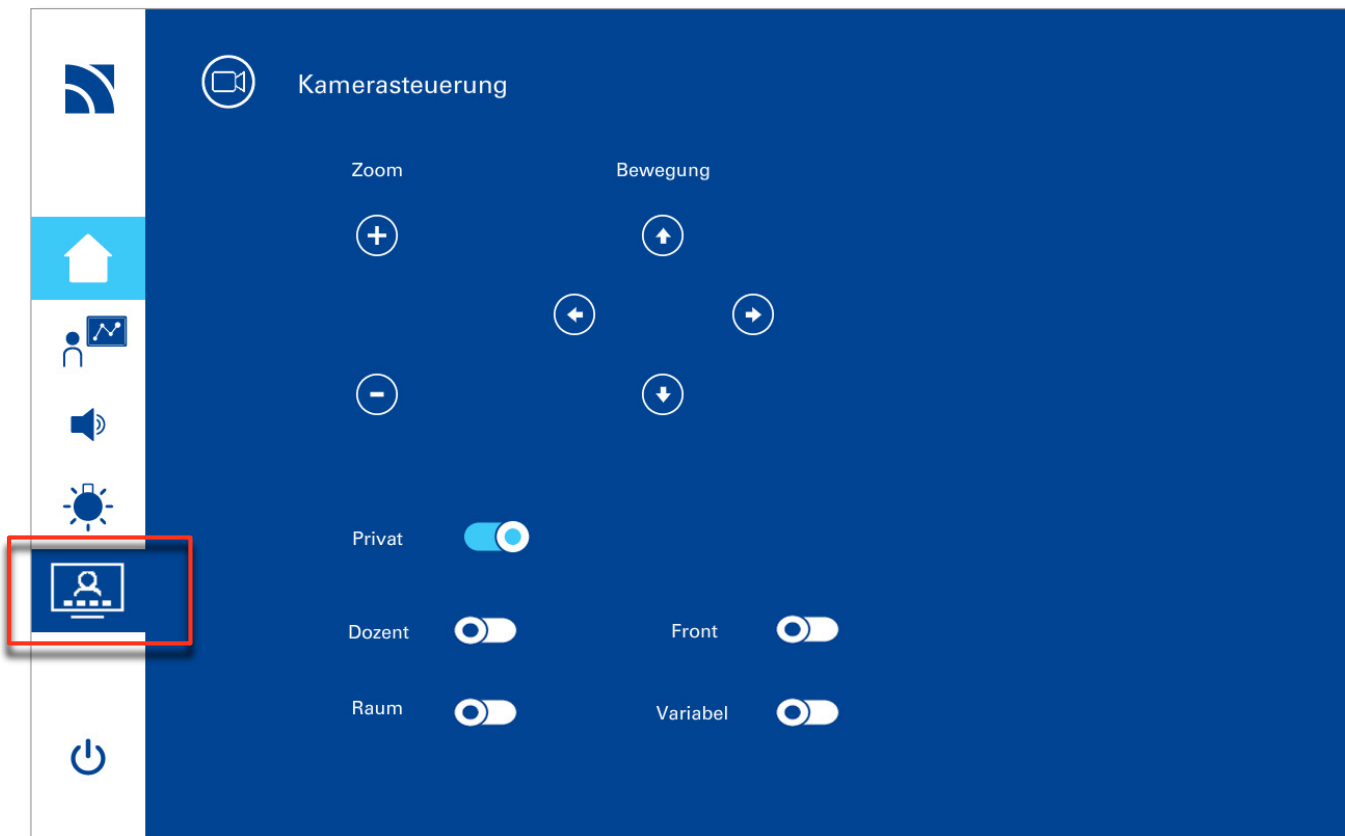 Kamerasteuerung
Zoom
Bewegung
Privat
Dozent
Front
Raum
Variabel